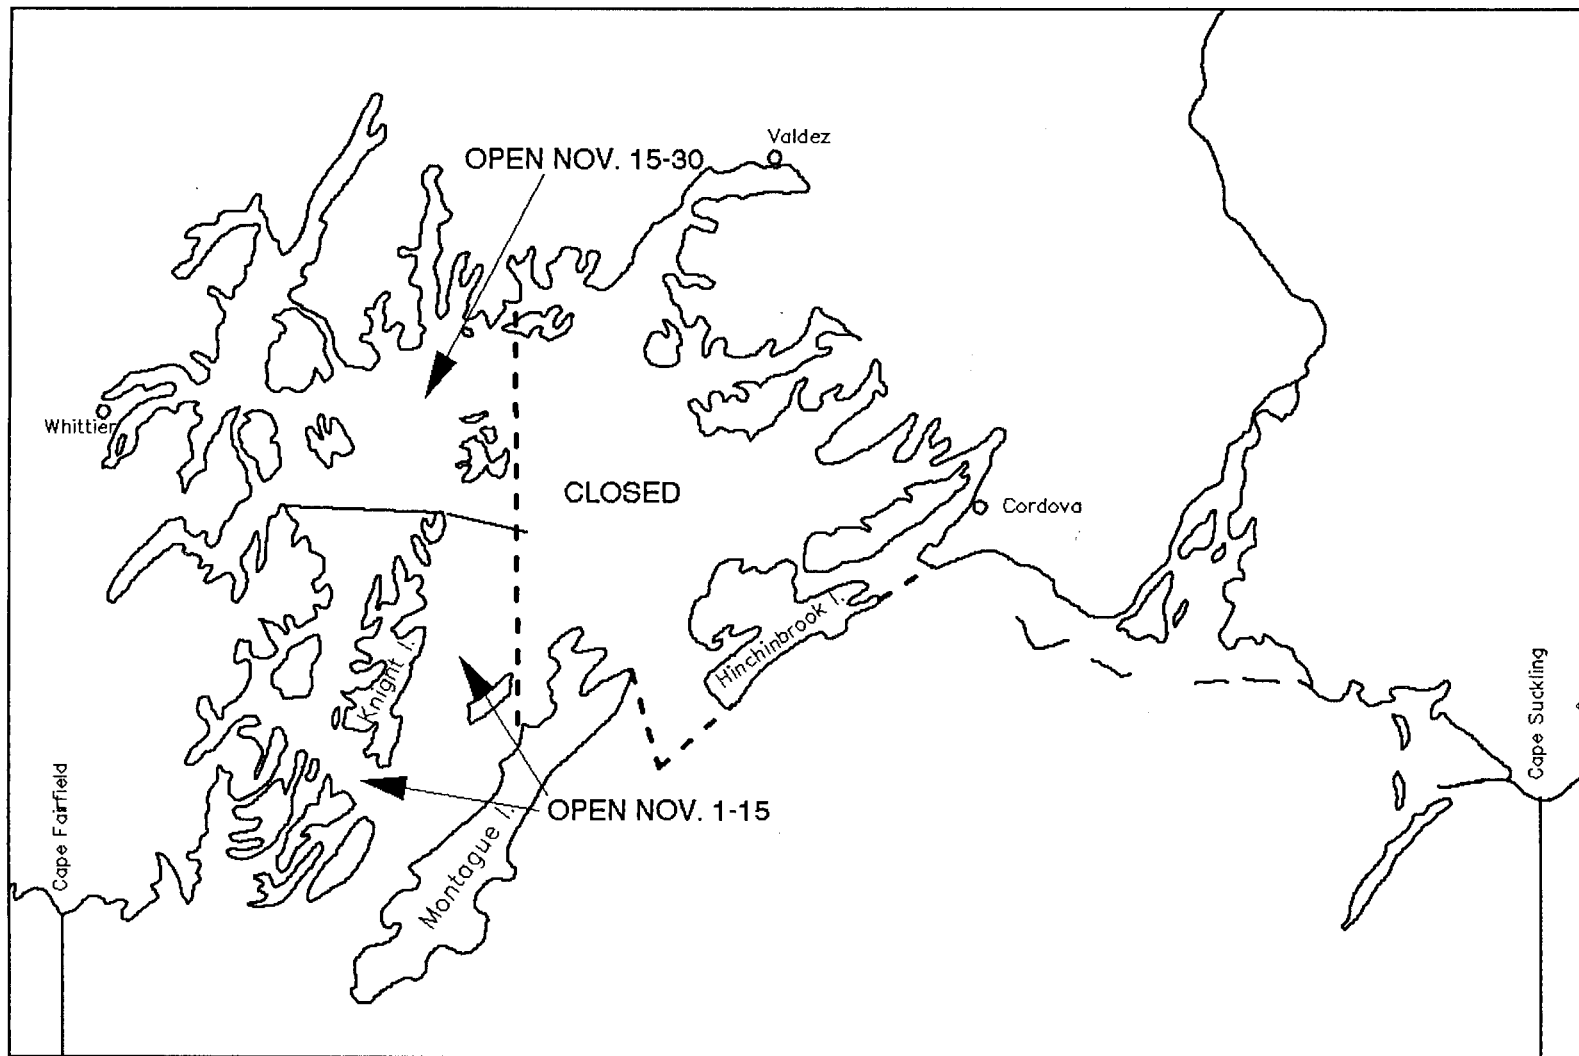 Valdez
OPEN NOV. 15-30
Whittier
CLOSED
Cordova
Hinchinbrook I.
Knight I.
Cape Suckling
OPEN NOV. 1-15
Cape Fairfield
Montague I.